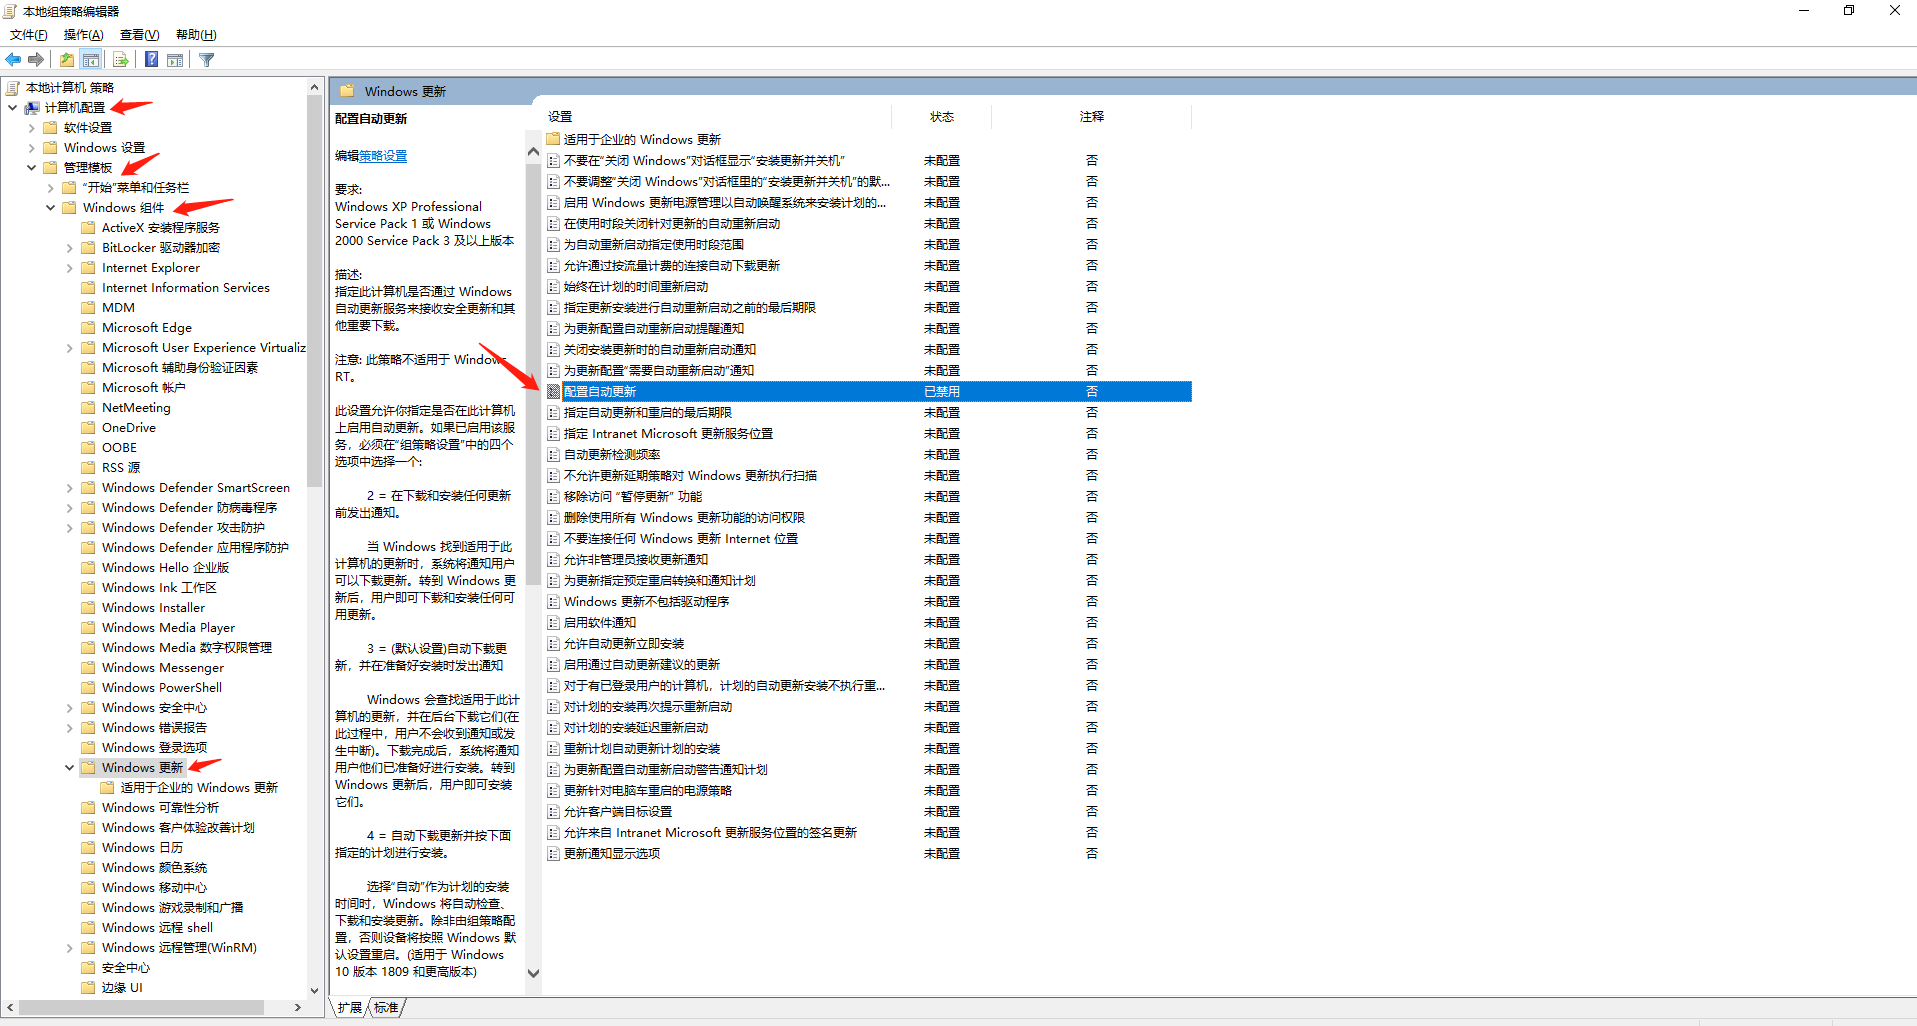 本地组策略编辑器
文件(F) 操作(A) 查看(V) 帮助(H)
本地计算机 策略
计算机配置
软件设置
Windows 设置
管理模板
“开始”菜单和任务栏
Windows 组件
ActiveX 安装程序服务
BitLocker 驱动器加密
Internet Explorer
Internet Information Services
MDM
Microsoft Edge
Microsoft User Experience Virtualiz
Microsoft 辅助身份验证因素
Microsoft 帐户
NetMeeting
OneDrive
OOBE
RSS 源
Windows Defender SmartScreen
Windows Defender 防病毒程序
Windows Defender 攻击防护
Windows Defender 应用程序防护
Windows Hello 企业版
Windows Ink 工作区
Windows Installer
Windows Media Player
Windows Media 数字权限管理
Windows Messenger
Windows PowerShell
Windows 安全中心
Windows 错误报告
Windows 登录选项
Windows 更新
适用于企业的 Windows 更新
Windows 可靠性分析
Windows 客户体验改善计划
Windows 日历
Windows 颜色系统
Windows 移动中心
Windows 游戏录制和广播
Windows 远程 shell
Windows 远程管理(WinRM)
安全中心
边缘 UI
Windows 更新
配置自动更新
编辑策略设置
要求:
Windows XP Professional
Service Pack 1 或 Windows
2000 Service Pack 3 及以上版本
描述:
指定此计算机是否通过 Windows
自动更新服务来接收安全更新和其
他重要下载。
注意: 此策略不适用于 Windows
RT。
此设置允许你指定是否在此计算机
上启用自动更新。如果已启用该服
务，必须在“组策略设置”中的四个
选项中选择一个:
2 = 在下载和安装任何更新
前发出通知。
当 Windows 找到适用于此
计算机的更新时，系统将通知用户
可以下载更新。转到 Windows 更
新后，用户即可下载和安装任何可
用更新。
3 = (默认设置)自动下载更
新，并在准备好安装时发出通知
Windows 会查找适用于此计
算机的更新，并在后台下载它们(在
此过程中，用户不会收到通知或发
生中断)。下载完成后，系统将通知
用户他们已准备好进行安装。转到
Windows 更新后，用户即可安装
它们。
4 = 自动下载更新并按下面
指定的计划进行安装。
选择“自动”作为计划的安装
时间时，Windows 将自动检查、
下载和安装更新。除非由组策略配
置，否则设备将按照 Windows 默
认设置重启。(适用于 Windows
10 版本 1809 和更高版本)
设置 状态 注释
适用于企业的 Windows 更新
不要在“关闭 Windows”对话框显示“安装更新并关机” 未配置 否
不要调整“关闭 Windows”对话框里的“安装更新并关机”的默... 未配置 否
启用 Windows 更新电源管理以自动唤醒系统来安装计划的... 未配置 否
在使用时段关闭针对更新的自动重新启动 未配置 否
为自动重新启动指定使用时段范围 未配置 否
允许通过按流量计费的连接自动下载更新 未配置 否
始终在计划的时间重新启动 未配置 否
指定更新安装进行自动重新启动之前的最后期限 未配置 否
为更新配置自动重新启动提醒通知 未配置 否
关闭安装更新时的自动重新启动通知 未配置 否
为更新配置“需要自动重新启动”通知 未配置 否
配置自动更新 已禁用 否
指定自动更新和重启的最后期限 未配置 否
指定 Intranet Microsoft 更新服务位置 未配置 否
自动更新检测频率 未配置 否
不允许更新延期策略对 Windows 更新执行扫描 未配置 否
移除访问 “暂停更新” 功能 未配置 否
删除使用所有 Windows 更新功能的访问权限 未配置 否
不要连接任何 Windows 更新 Internet 位置 未配置 否
允许非管理员接收更新通知 未配置 否
为更新指定预定重启转换和通知计划 未配置 否
Windows 更新不包括驱动程序 未配置 否
启用软件通知 未配置 否
允许自动更新立即安装 未配置 否
启用通过自动更新建议的更新 未配置 否
对于有已登录用户的计算机，计划的自动更新安装不执行重... 未配置 否
对计划的安装再次提示重新启动 未配置 否
对计划的安装延迟重新启动 未配置 否
重新计划自动更新计划的安装 未配置 否
为更新配置自动重新启动警告通知计划 未配置 否
更新针对电脑车重启的电源策略 未配置 否
允许客户端目标设置 未配置 否
允许来自 Intranet Microsoft 更新服务位置的签名更新 未配置 否
更新通知显示选项 未配置 否
扩展 标准